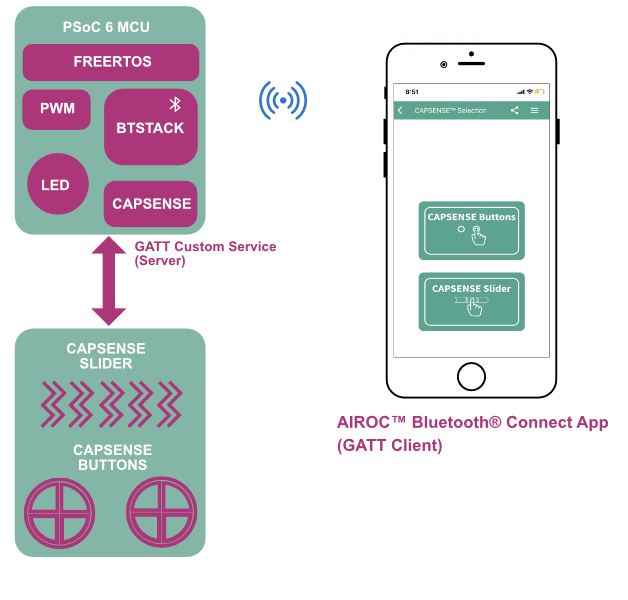 PSoC 6 MCU
FREERTOS
PWM
BTSTACK
LED
CAPSENSE
GATT Custom Service
(Server)
CAPSENSE
SLIDER
CAPSENSE
BUTTONS
8:51
CAPSENSE™ Selection
CAPSENSE Buttons
CAPSENSE Slider
AIROC™ Bluetooth® Connect App
(GATT Client)